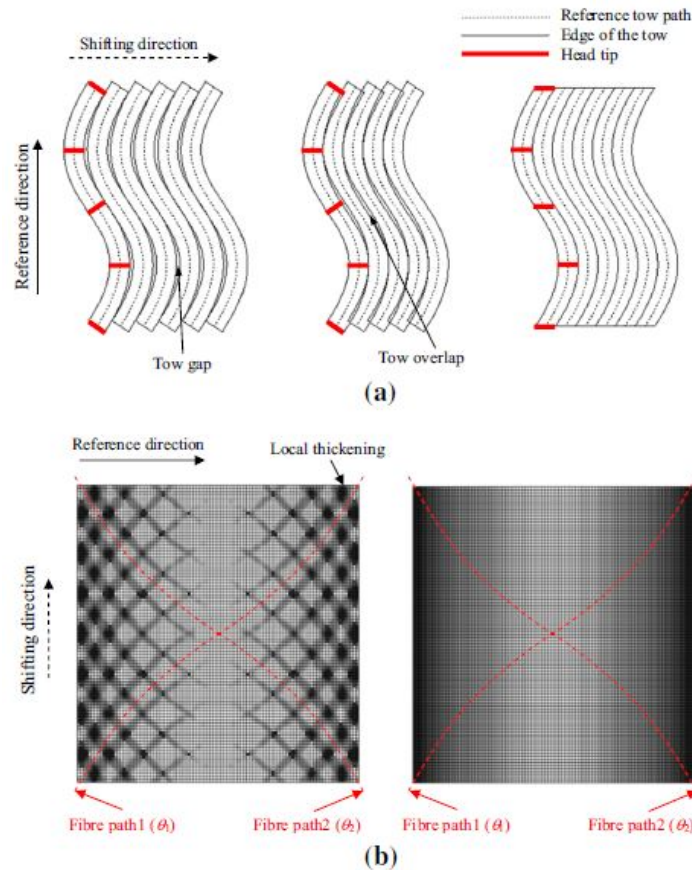 Shifting direction
Reference tow path
Edge of the tow
Head tip
Reference direction
Tow gap
Tow overlap
(a)
Reference direction
Local thickening
Shifting direction
Fibre path1 (θ₁)
Fibre path2 (θ₂)
Fibre path1 (θ₁)
Fibre path2 (θ₂)
(b)